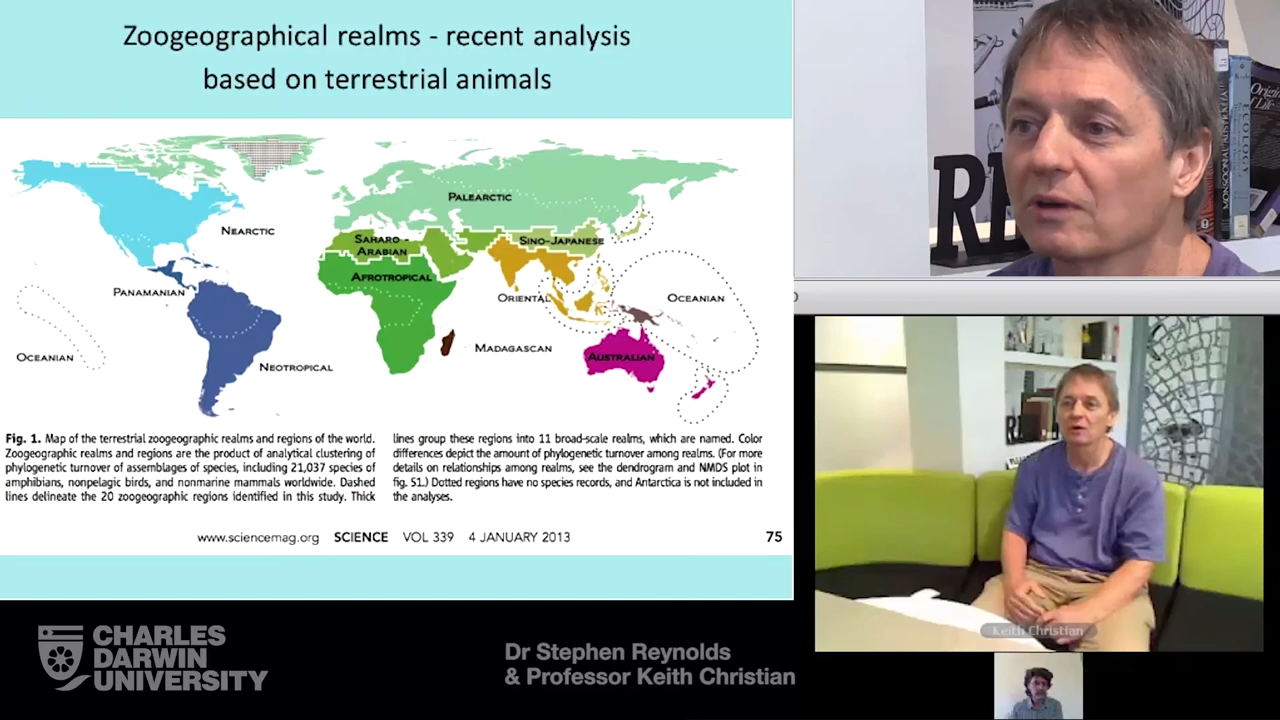 Zoogeographical realms - recent analysis
based on terrestrial animals
PALEARCTIC
NEARCTIC
SAHARO -
ARABIAN
SINO-JAPANESE
AFROTROPICAL
PANAMANIAN
ORIENTAL
OCEANIAN
OCEANIAN
MADAGASCAN
AUSTRALIAN
NEOTROPICAL
Fig. 1. Map of the terrestrial zoogeographic realms and regions of the world.
Zoogeographic realms and regions are the product of analytical clustering of
phylogenetic turnover of assemblages of species, including 21,037 species of
amphibians, nonpelagic birds, and nonmarine mammals worldwide. Dashed
lines delineate the 20 zoogeographic regions identified in this study. Thick
lines group these regions into 11 broad-scale realms, which are named. Color
differences depict the amount of phylogenetic turnover among realms. (For more
details on relationships among realms, see the dendrogram and NMDS plot in
fig. S1.) Dotted regions have no species records, and Antarctica is not included in
the analyses.
www.sciencemag.org SCIENCE VOL 339 4 JANUARY 2013 75
CHARLES
DARWIN
UNIVERSITY
Dr Stephen Reynolds
& Professor Keith Christian
RE
MONSOONAL AUSTRALIA
ECOLOGY
Origins
of Life
Keith Christian